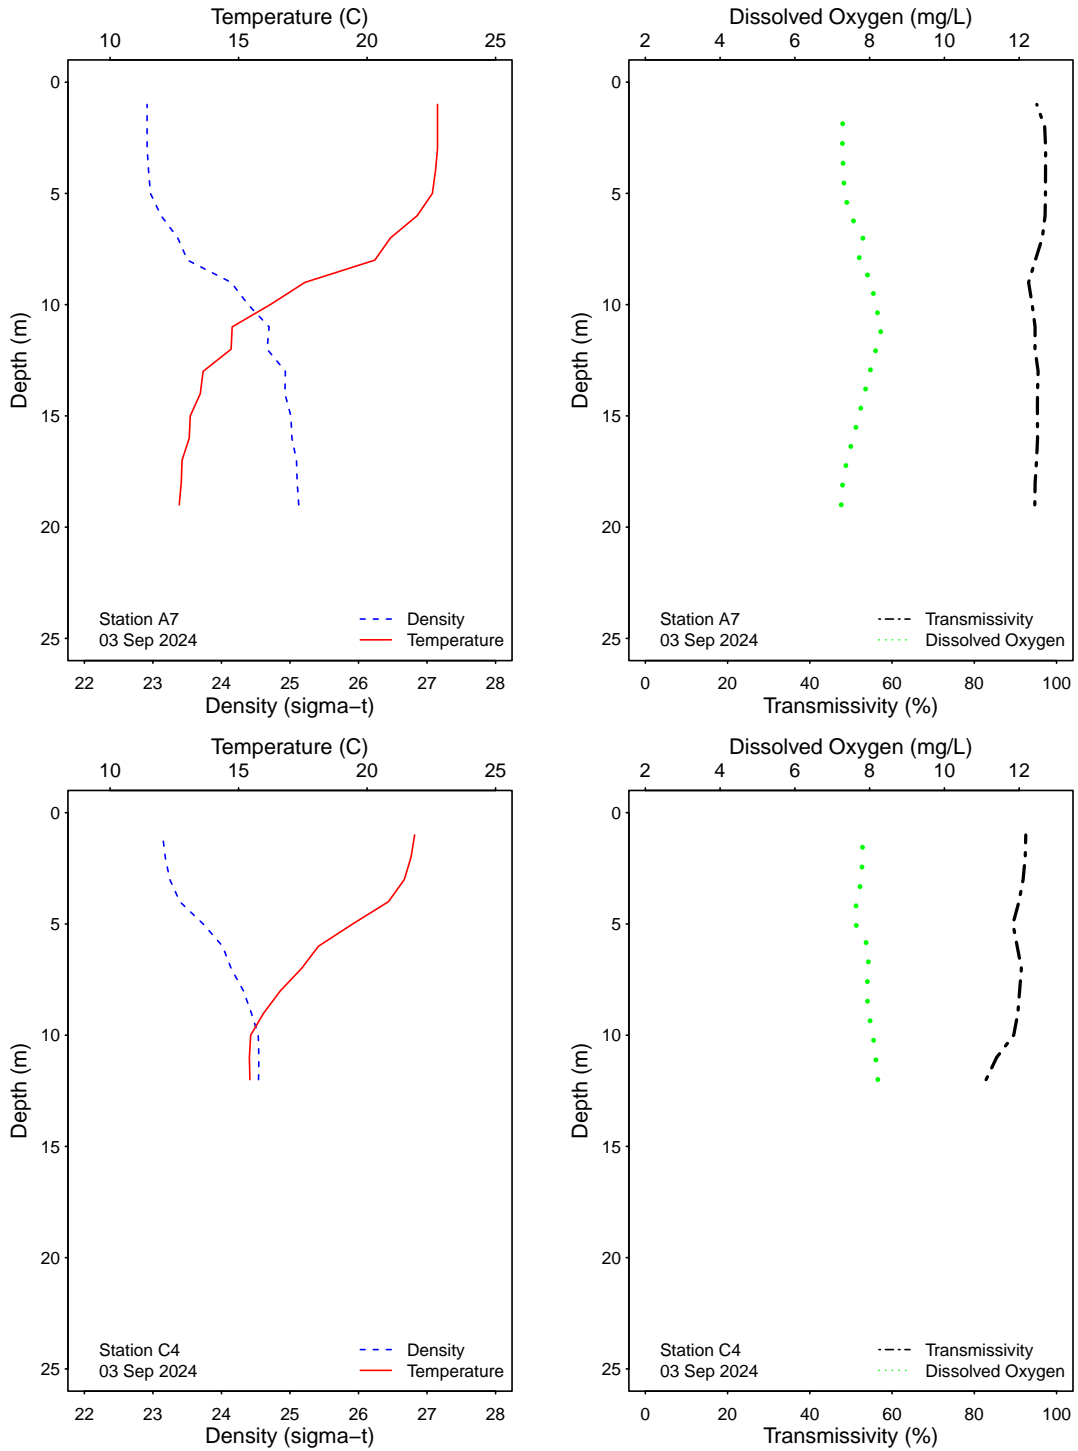 Temperature (C)
10 15 20 25
0
5
10
15
20
25
Depth (m)
Station A7
03 Sep 2024
Density
Temperature
22 23 24 25 26 27 28
Density (sigma−t)
Dissolved Oxygen (mg/L)
2 4 6 8 10 12
0
5
10
15
20
25
Depth (m)
Station A7
03 Sep 2024
Transmissivity
Dissolved Oxygen
0 20 40 60 80 100
Transmissivity (%)
Temperature (C)
10 15 20 25
0
5
10
15
20
25
Depth (m)
Station C4
03 Sep 2024
Density
Temperature
22 23 24 25 26 27 28
Density (sigma−t)
Dissolved Oxygen (mg/L)
2 4 6 8 10 12
0
5
10
15
20
25
Depth (m)
Station C4
03 Sep 2024
Transmissivity
Dissolved Oxygen
0 20 40 60 80 100
Transmissivity (%)